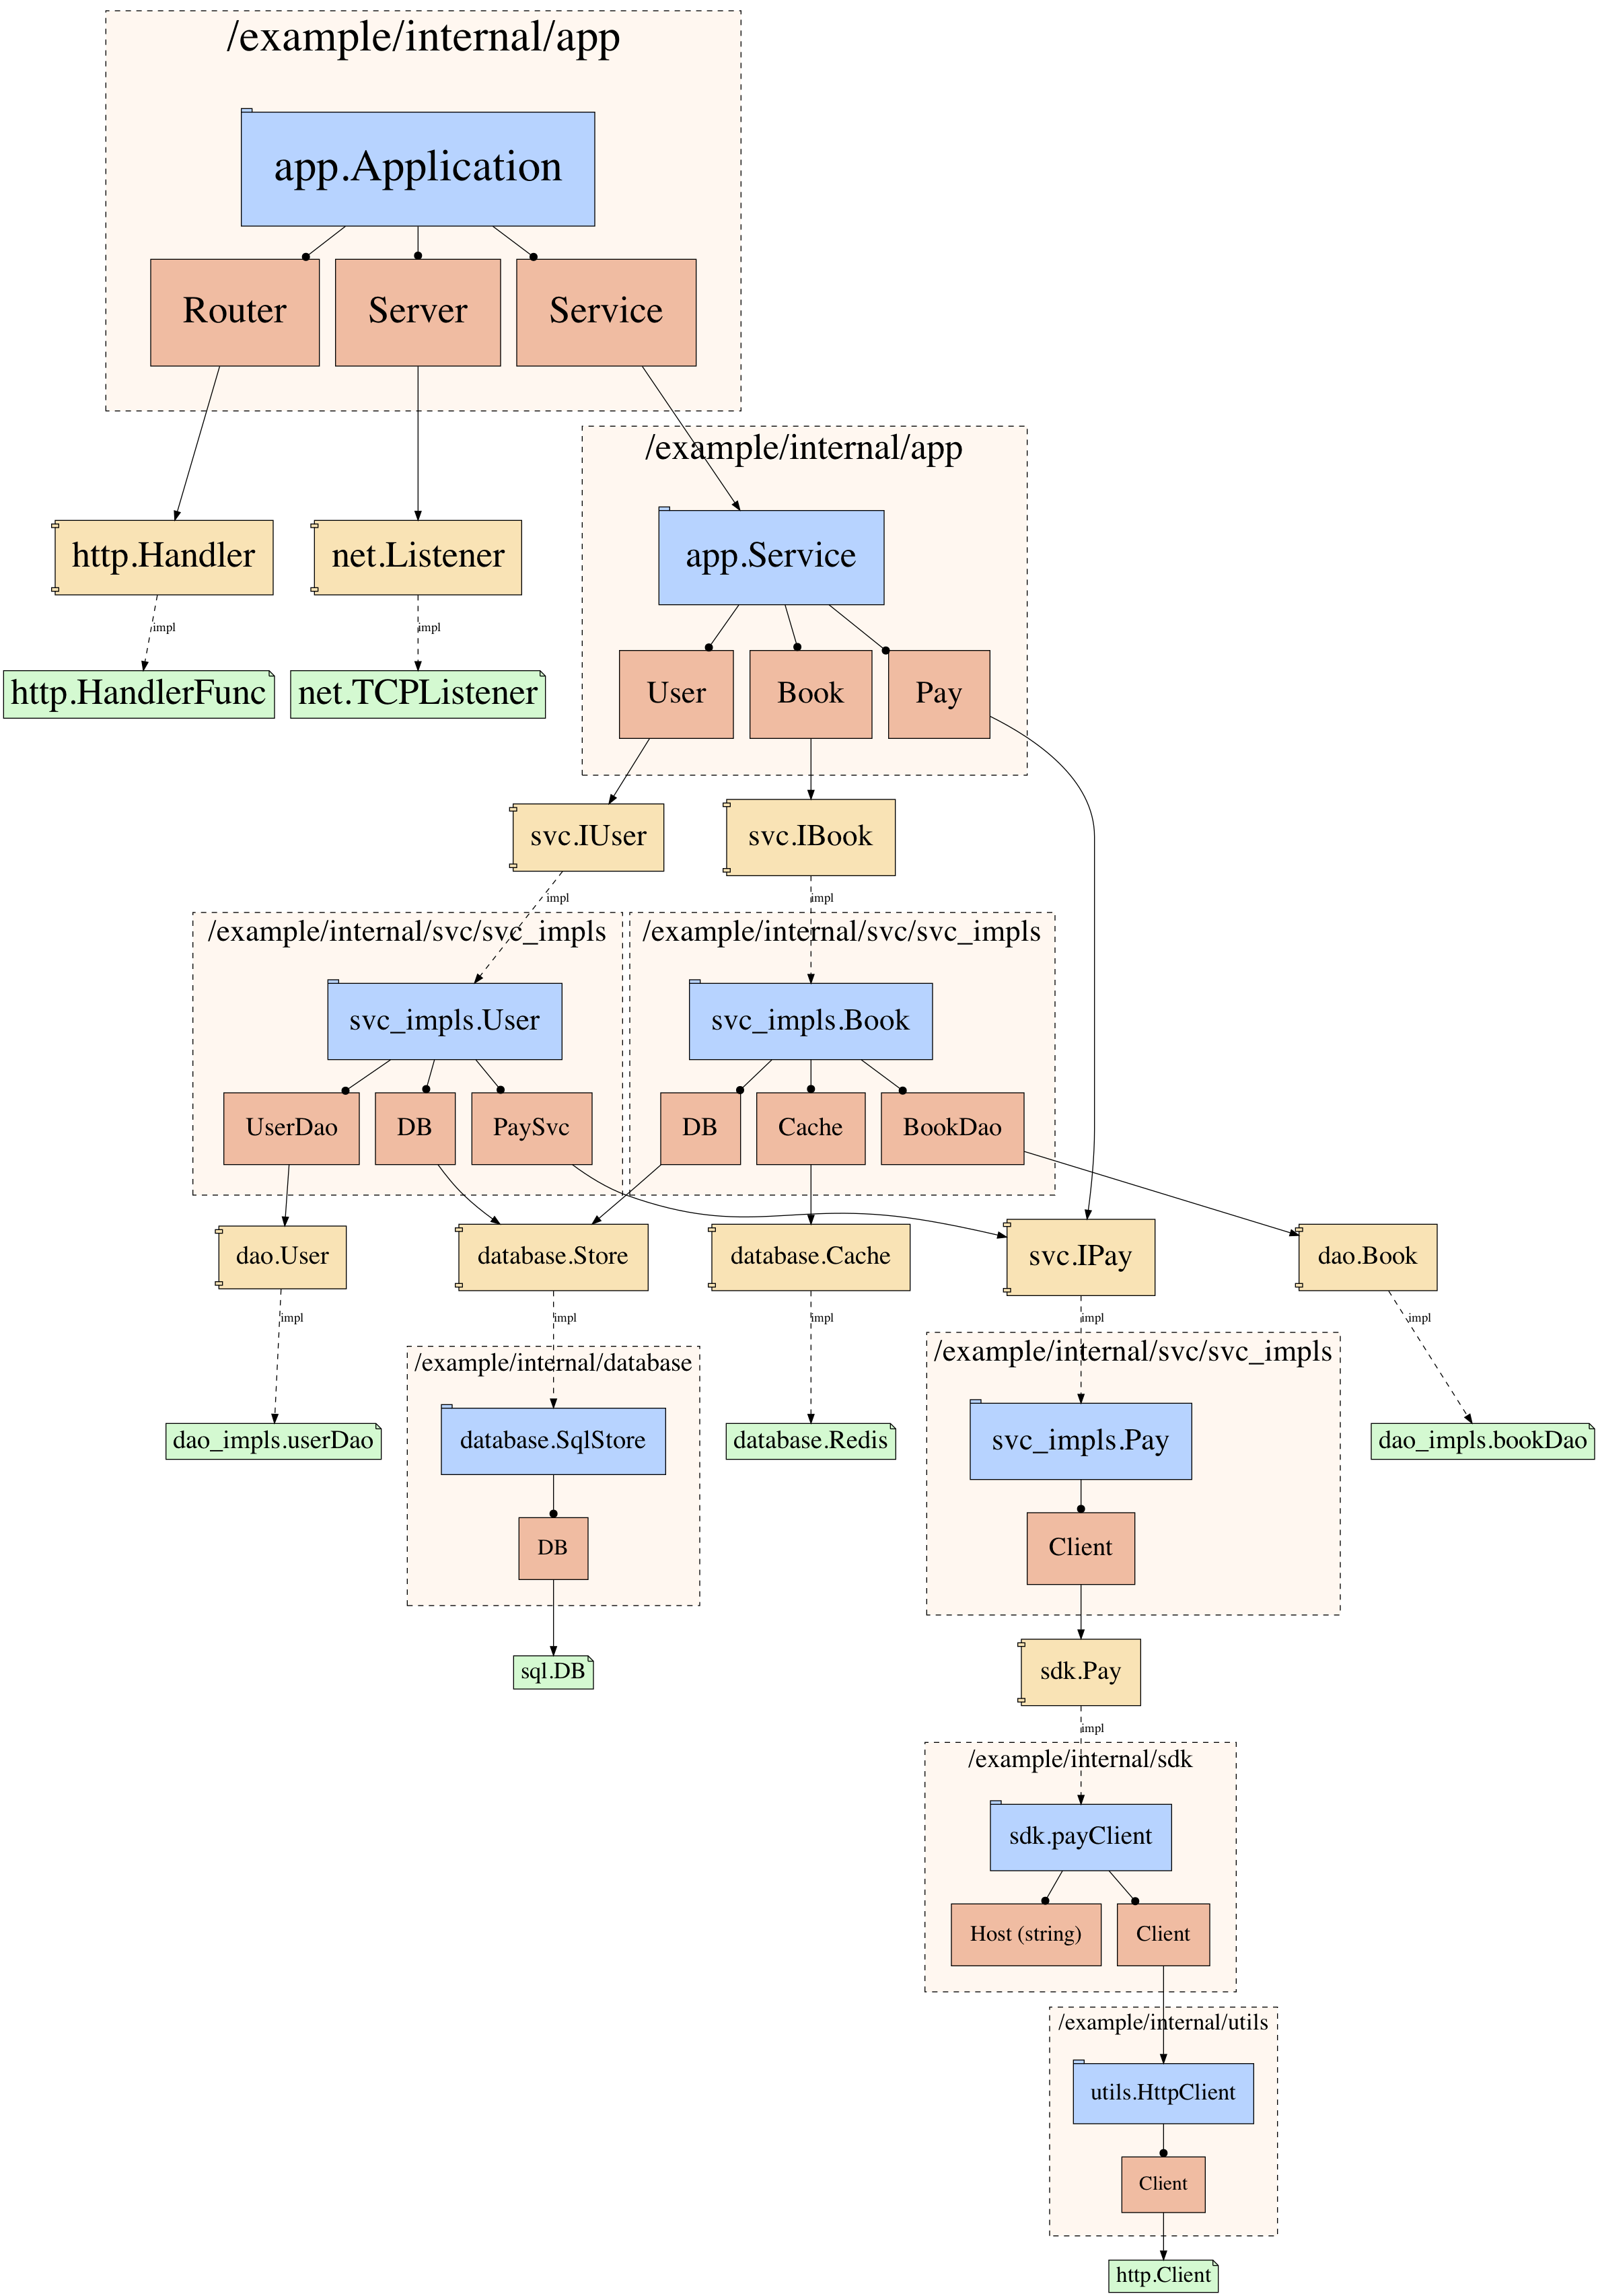 /example/internal/app
app.Application
Router
Server
Service
/example/internal/app
http.Handler
net.Listener
app.Service
impl
impl
http.HandlerFunc
net.TCPListener
User
Book
Pay
svc.IUser
svc.IBook
impl
impl
/example/internal/svc/svc_impls
/example/internal/svc/svc_impls
svc_impls.User
svc_impls.Book
UserDao
DB
PaySvc
DB
Cache
BookDao
dao.User
database.Store
database.Cache
svc.IPay
dao.Book
impl
impl
impl
impl
impl
/example/internal/database
/example/internal/svc/svc_impls
dao_impls.userDao
database.SqlStore
database.Redis
svc_impls.Pay
dao_impls.bookDao
DB
Client
sql.DB
sdk.Pay
impl
/example/internal/sdk
sdk.payClient
Host (string)
Client
/example/internal/utils
utils.HttpClient
Client
http.Client